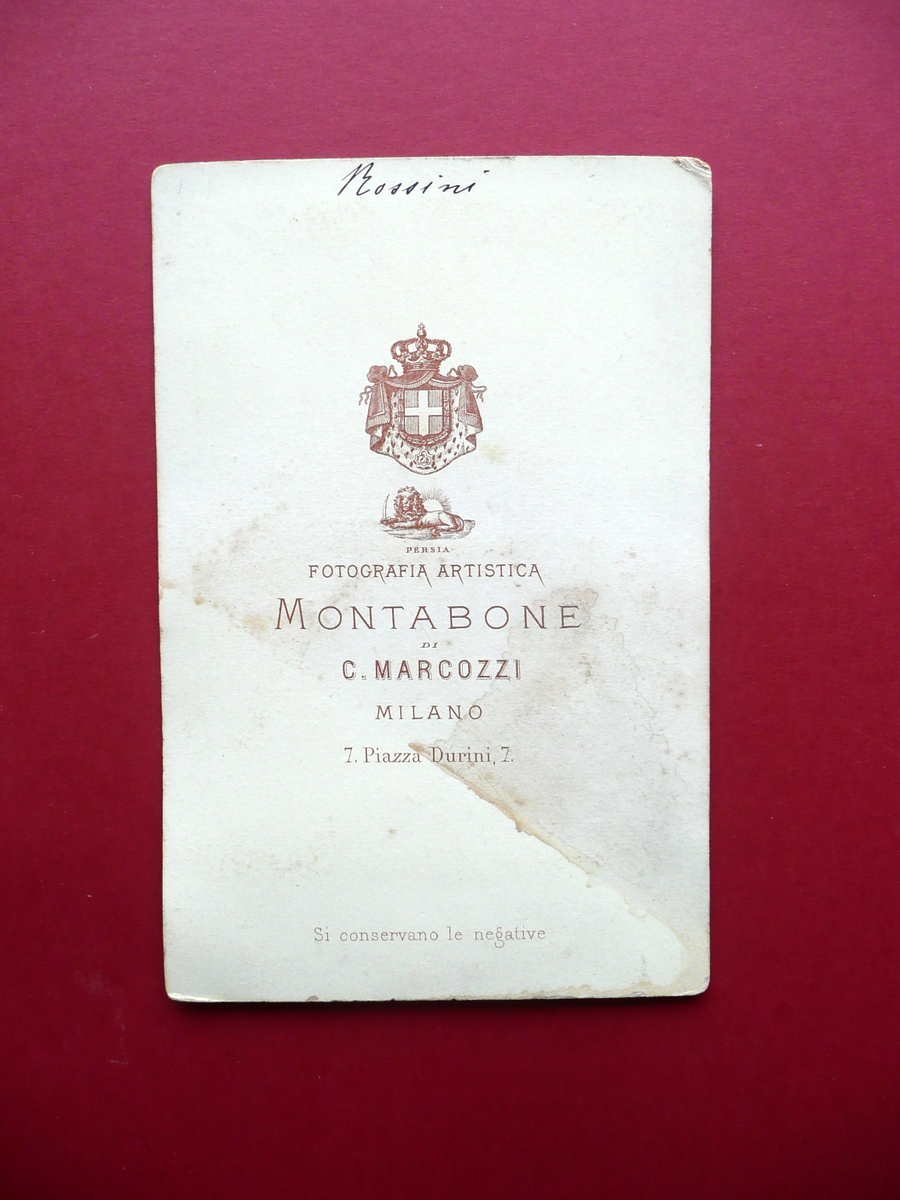 Rossini
PERSIA
FOTOGRAFIA ARTISTICA
MONTABONE
DI
C. MARCOZZI
MILANO
7. Piazza Durini, 7.
Si conservano le negative